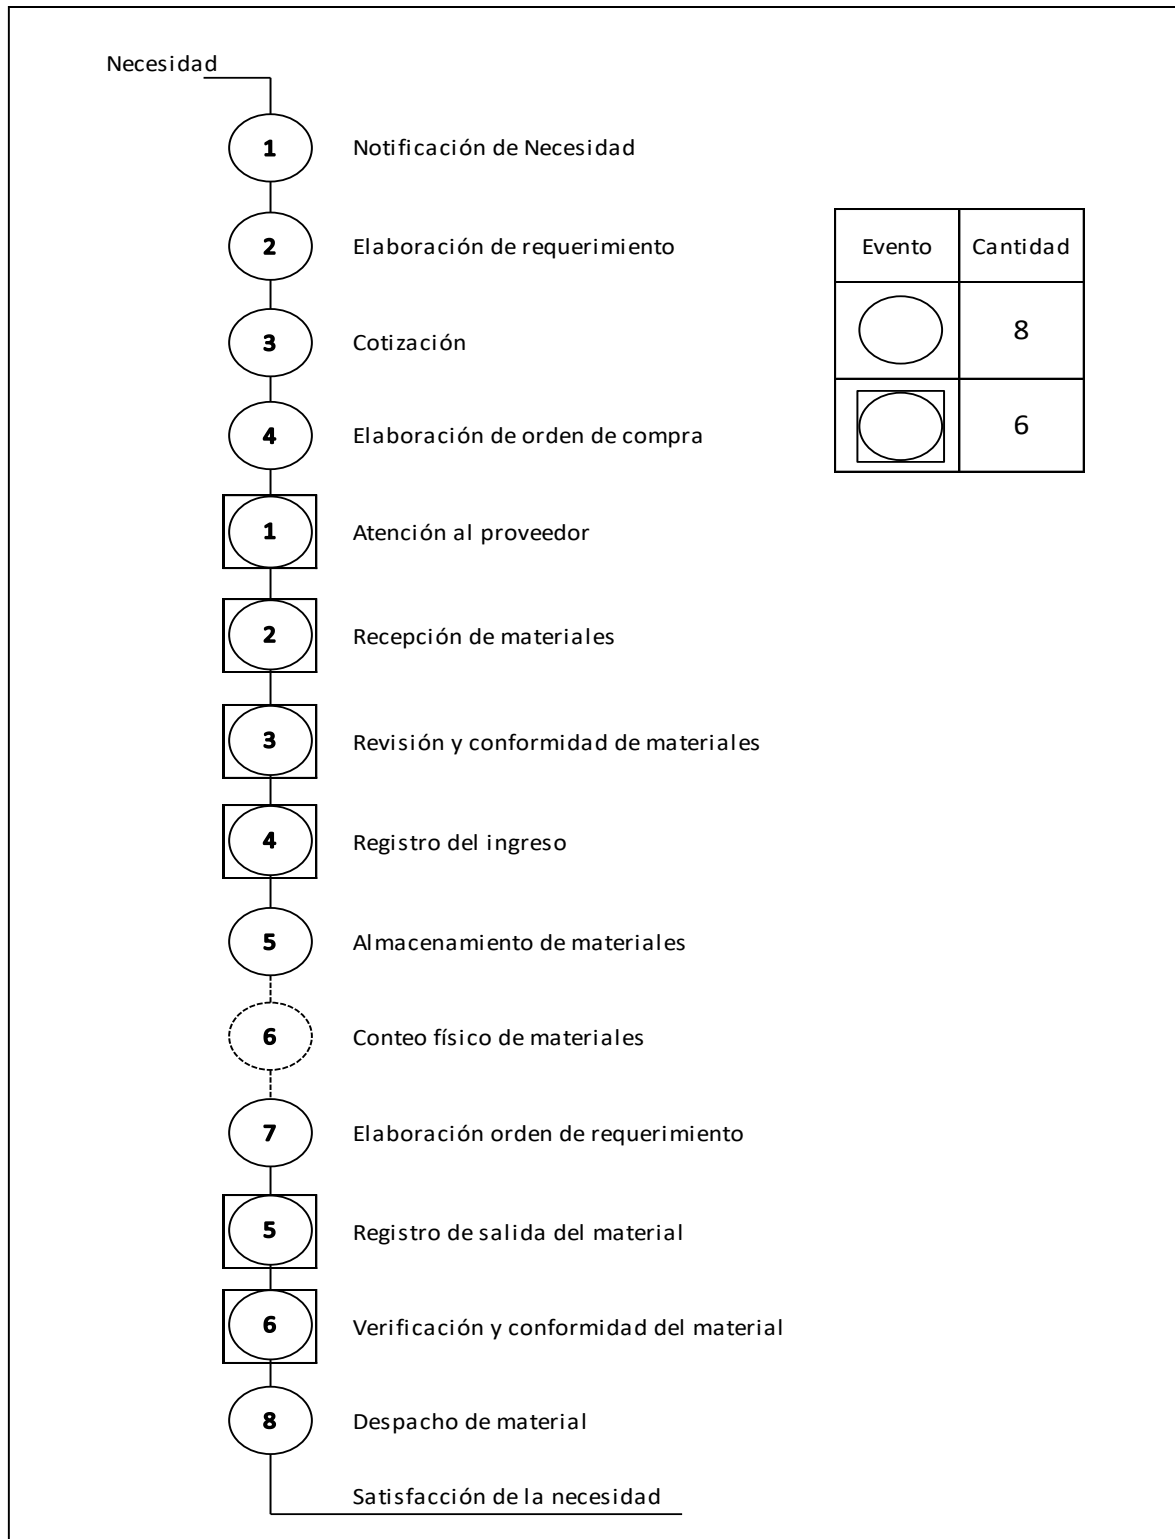 Necesidad
1 Notificación de Necesidad
2 Elaboración de requerimiento
3 Cotización
4 Elaboración de orden de compra
1 Atención al proveedor
2 Recepción de materiales
3 Revisión y conformidad de materiales
4 Registro del ingreso
5 Almacenamiento de materiales
6 Conteo físico de materiales
7 Elaboración orden de requerimiento
5 Registro de salida del material
6 Verificación y conformidad del material
8 Despacho de material
Satisfacción de la necesidad
Evento Cantidad
8
6